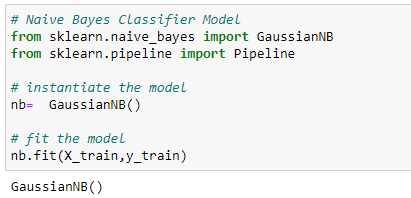 # Naive Bayes Classifier Model
from sklearn.naive_bayes import GaussianNB
from sklearn.pipeline import Pipeline
# instantiate the model
nb=  GaussianNB()
# fit the model
nb.fit(X_train,y_train)
GaussianNB()